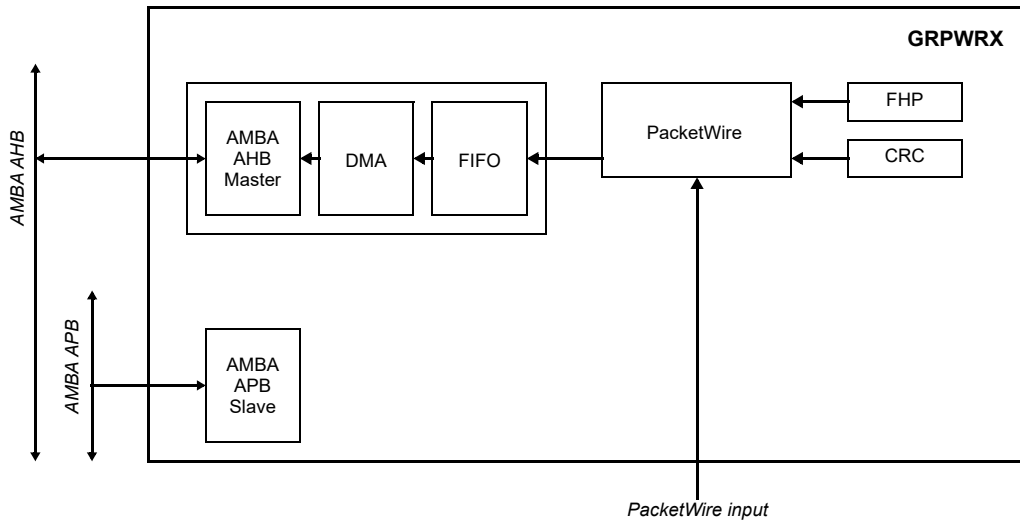 GRPWRX
AMBA AHB
AMBA
AHB
Master
DMA
FIFO
PacketWire
FHP
CRC
AMBA APB
AMBA
APB
Slave
PacketWire input